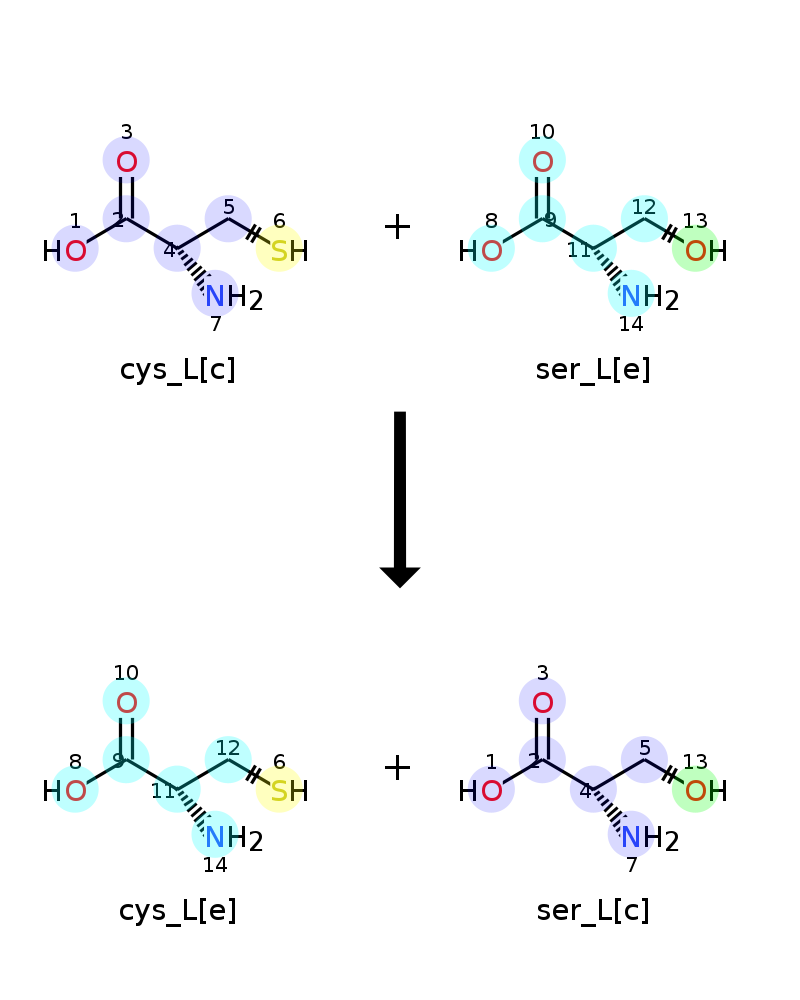 3 10
O O
1 2 5 6 8 9 12 13
HO 4 SH HO 11 OH
+
NH2 NH2
7 14
cys_L[c] ser_L[e]
10 3
O O
8 9 12 6 1 2 5 13
HO 11 SH HO 4 OH
+
NH2 NH2
14 7
cys_L[e] ser_L[c]